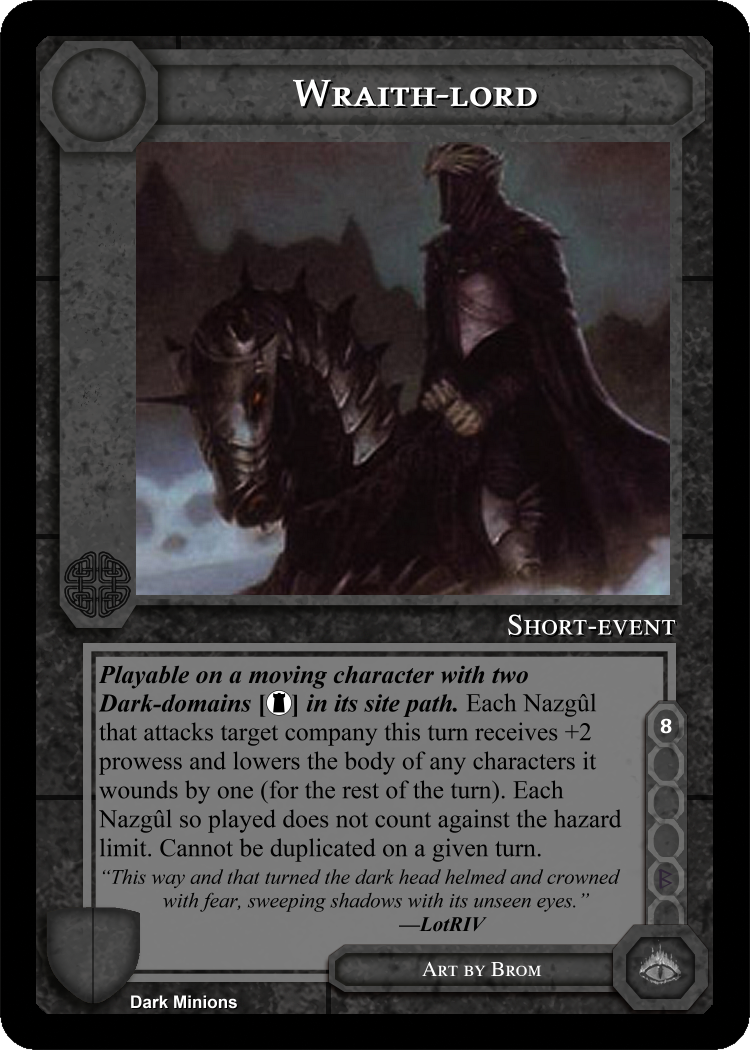 Wraith-lord
Short-event
Playable on a moving character with two
Dark-domains [] in its site path. Each Nazgûl
that attacks target company this turn receives +2
prowess and lowers the body of any characters it
wounds by one (for the rest of the turn). Each
Nazgûl so played does not count against the hazard
limit. Cannot be duplicated on a given turn.
“This way and that turned the dark head helmed and crowned
with fear, sweeping shadows with its unseen eyes.”
—LotRIV
8
B
Art by Brom
Dark Minions